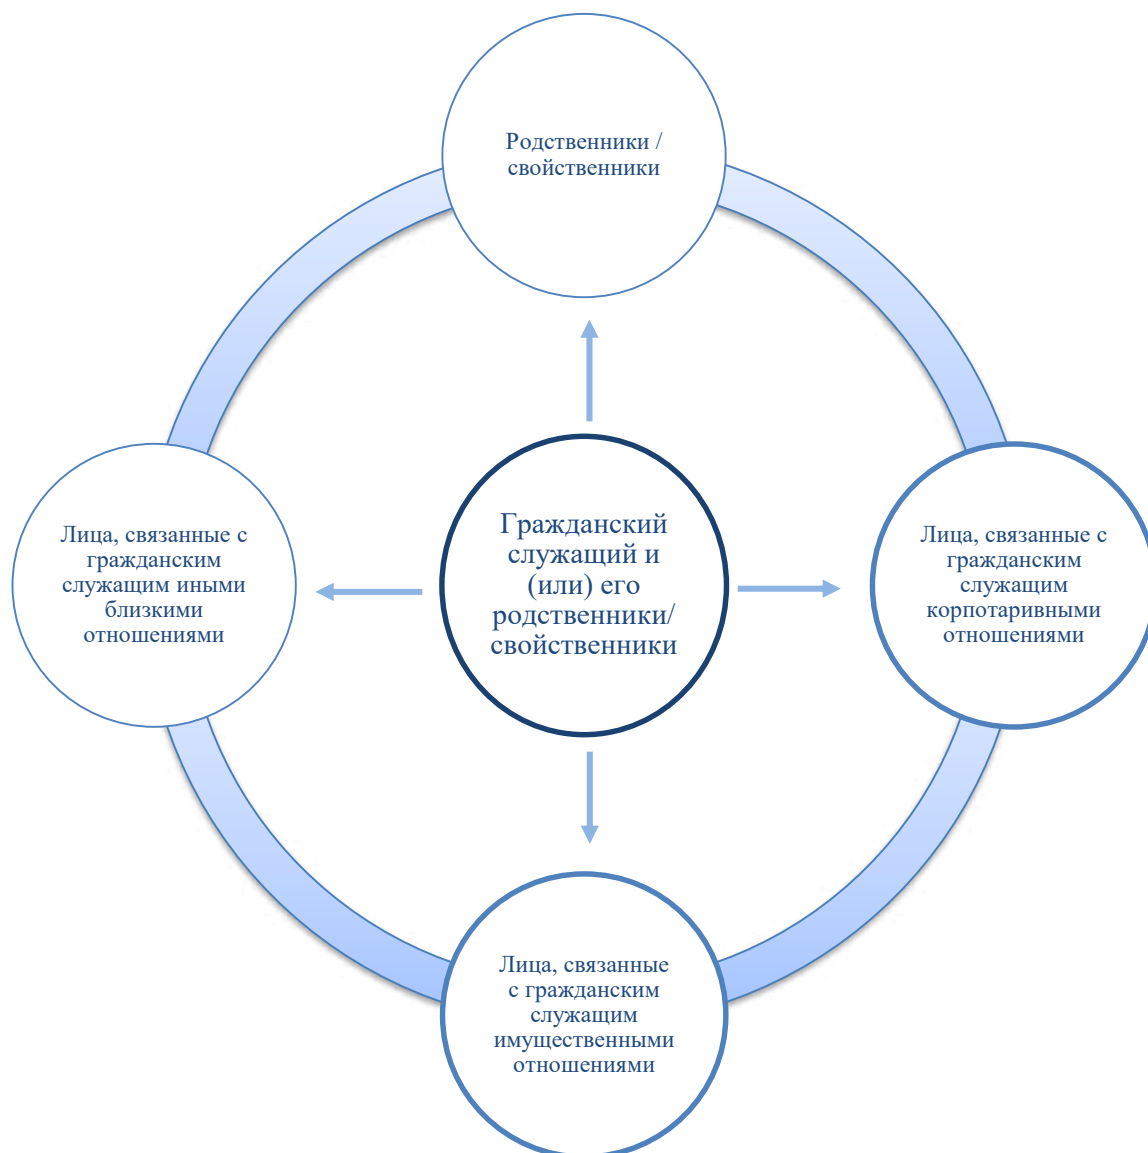 Родственники /
свойственники
Лица, связанные с
гражданским
служащим иными
близкими
отношениями
Гражданский
служащий и
(или) его
родственники/
свойственники
Лица, связанные с
гражданским
служащим
корпотаривными
отношениями
Лица, связанные
с гражданским
служащим
имущественными
отношениями